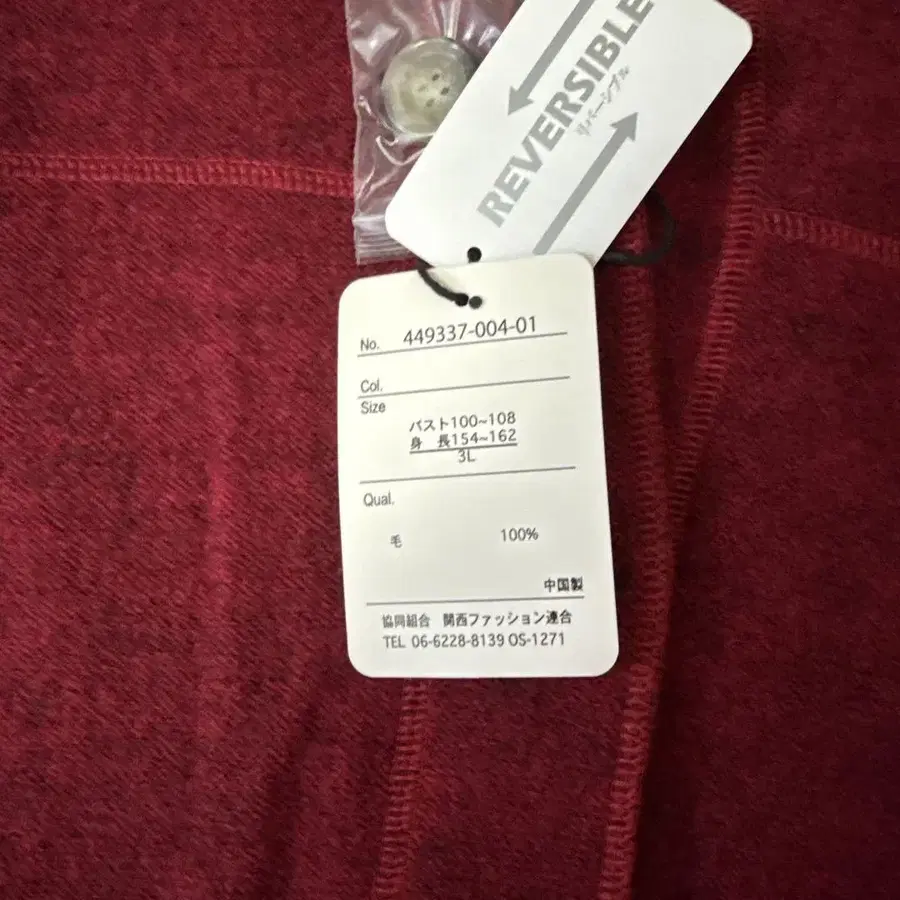 REVERSIBLE
リバーシブル
No. 449337-004-01
Col.
Size
バスト100~108
身 長154~162
3L
Qual.
毛 100%
中国製
協同組合 関西ファッション連合
TEL 06-6228-8139 OS-1271